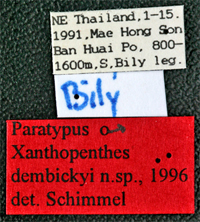 NE Thailand,1-15.
1991,Mae Hong Son
Ban Huai Po, 800-
1600m,S,Bily leg.
Bílý
Paratypus
Xanthopenthes
dembickyi n.sp., 1996
det. Schimmel